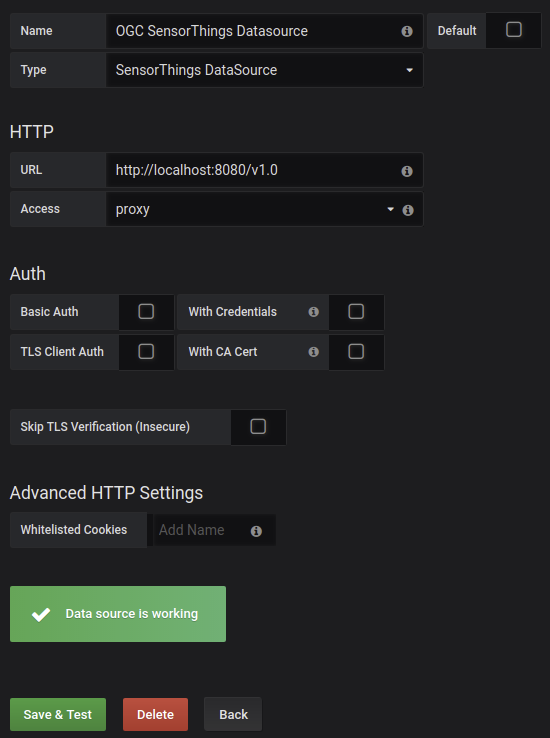 Name OGC SensorThings Datasource Default
Type SensorThings DataSource
HTTP
URL http://localhost:8080/v1.0
Access proxy
Auth
Basic Auth With Credentials
TLS Client Auth With CA Cert
Skip TLS Verification (Insecure)
Advanced HTTP Settings
Whitelisted Cookies Add Name
Data source is working
Save & Test Delete Back